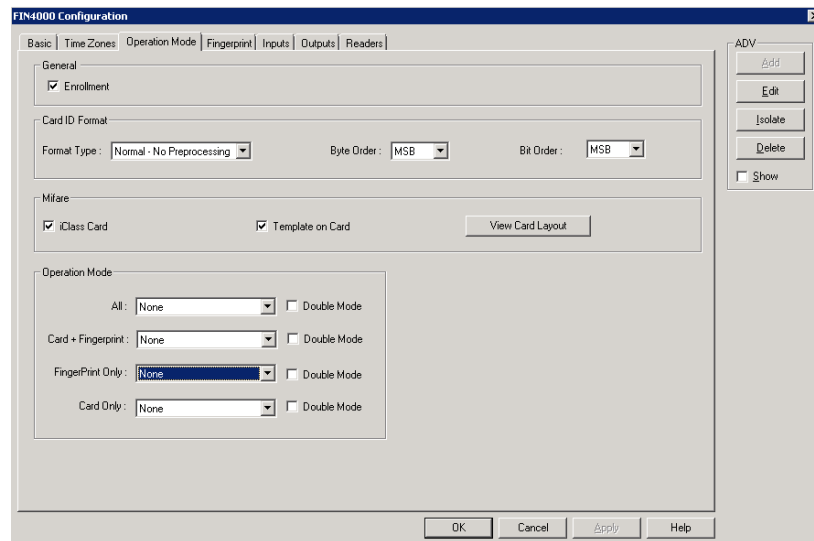 FIN4000 Configuration
Basic Time Zones Operation Mode Fingerprint Inputs Outputs Readers
General
Enrollment
Card ID Format
Format Type : Normal - No Preprocessing Byte Order : MSB Bit Order : MSB
Mifare
iClass Card Template on Card View Card Layout
Operation Mode
All : None Double Mode
Card + Fingerprint : None Double Mode
FingerPrint Only : None Double Mode
Card Only : None Double Mode
OK Cancel Apply Help
ADV
Add
Edit
Isolate
Delete
Show